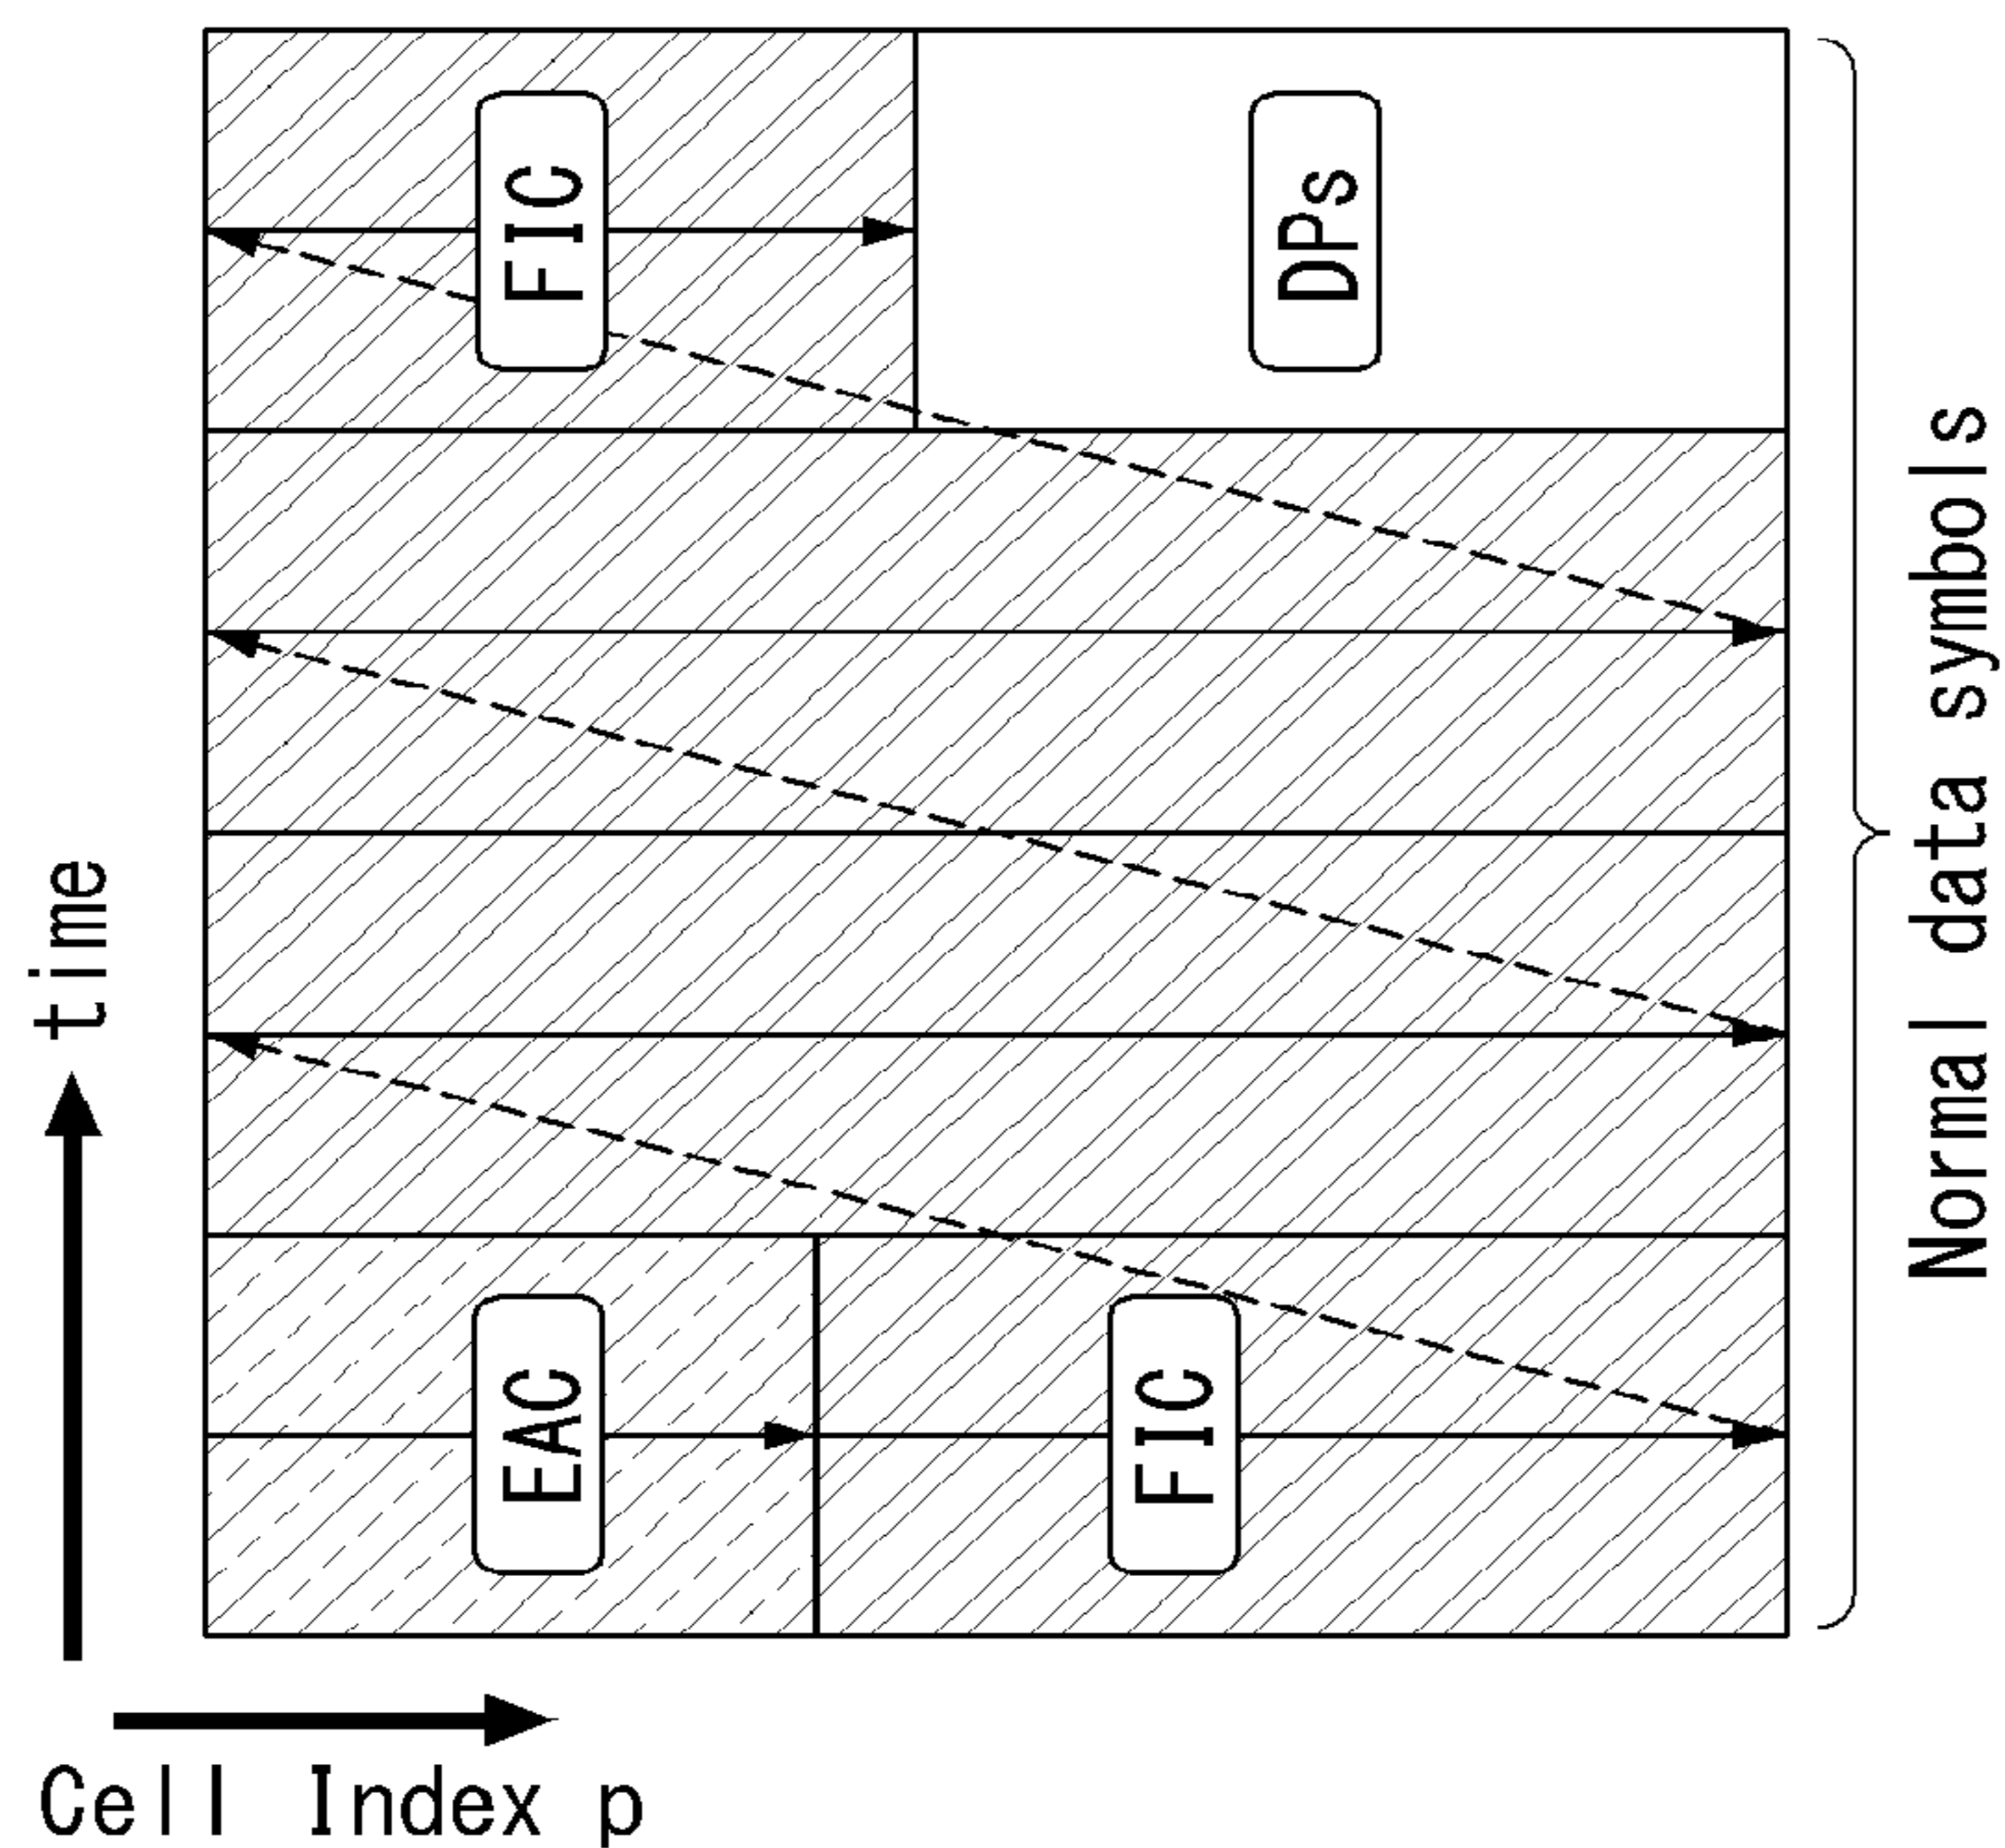 FIC
DPs
time
Normal data symbols
EAC
FIC
Cell Index p